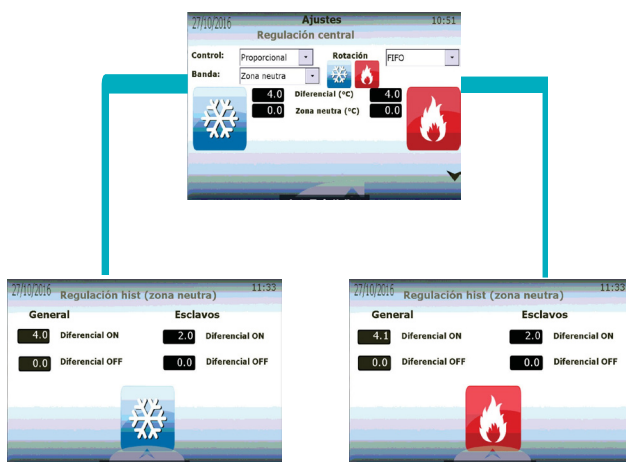 27/10/2016 Ajustes 10:51
Regulación central
Control: Proporcional Rotación FIFO
Banda: Zona neutra
4.0 Diferencial (ºC) 4.0
0.0 Zona neutra (ºC) 0.0
27/10/2016 11:33
Regulación hist (zona neutra)
General Esclavos
4.0 Diferencial ON 2.0 Diferencial ON
0.0 Diferencial OFF 0.0 Diferencial OFF
27/10/2016 11:33
Regulación hist (zona neutra)
General Esclavos
4.1 Diferencial ON 2.0 Diferencial ON
0.0 Diferencial OFF 0.0 Diferencial OFF